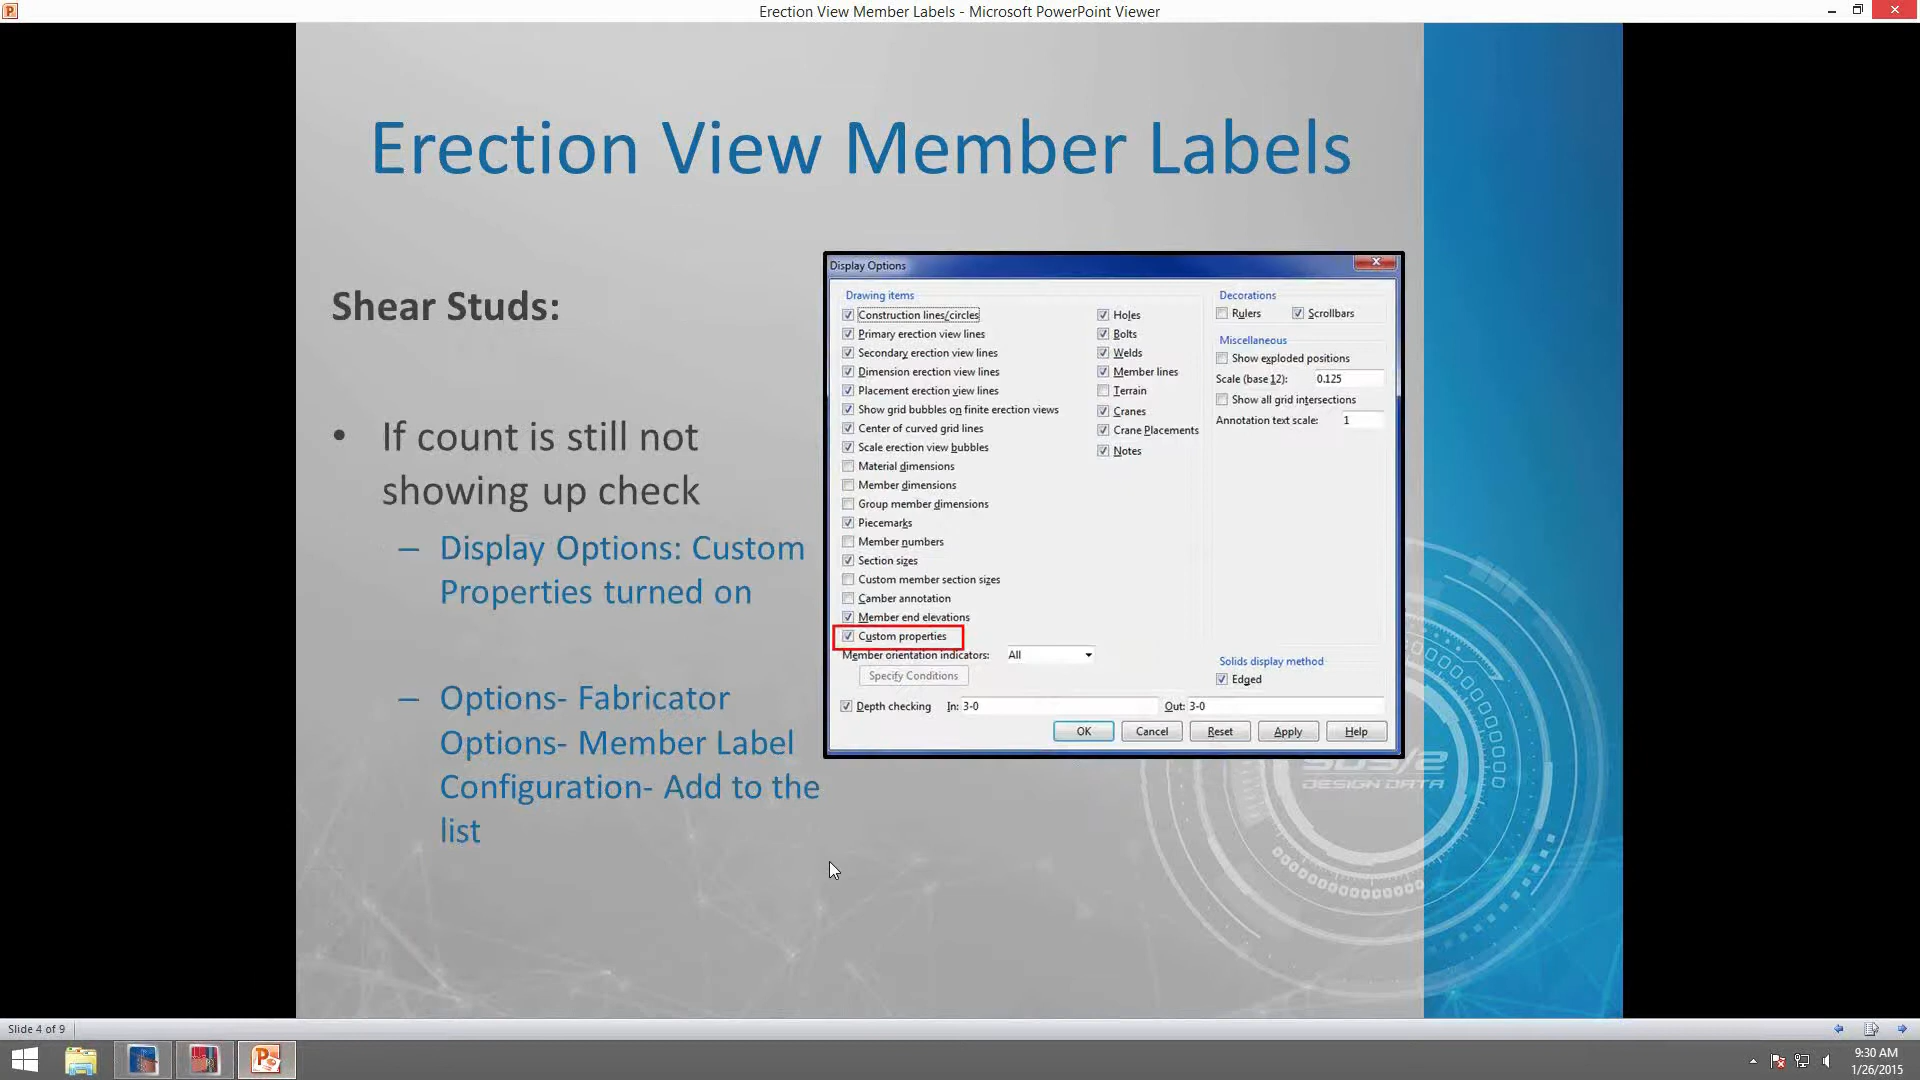 Erection View Member Labels - Microsoft PowerPoint Viewer
Erection View Member Labels
Shear Studs:
• If count is still not
showing up check
– Display Options: Custom
Properties turned on
– Options- Fabricator
Options- Member Label
Configuration- Add to the
list
Display Options
Drawing items
Construction lines/circles
Primary erection view lines
Secondary erection view lines
Dimension erection view lines
Placement erection view lines
Show grid bubbles on finite erection views
Center of curved grid lines
Scale erection view bubbles
Material dimensions
Member dimensions
Group member dimensions
Piecemarks
Member numbers
Section sizes
Custom member section sizes
Camber annotation
Member end elevations
Custom properties
Member orientation indicators: All
Specify Conditions
Holes
Bolts
Welds
Member lines
Terrain
Cranes
Crane Placements
Notes
Decorations
Rulers Scrollbars
Miscellaneous
Show exploded positions
Scale (base 12): 0.125
Show all grid intersections
Annotation text scale: 1
Solids display method
Edged
Depth checking In: 3-0 Out: 3-0
OK Cancel Reset Apply Help
SDS/2
DESIGN DATA
Slide 4 of 9
9:30 AM
1/26/2015